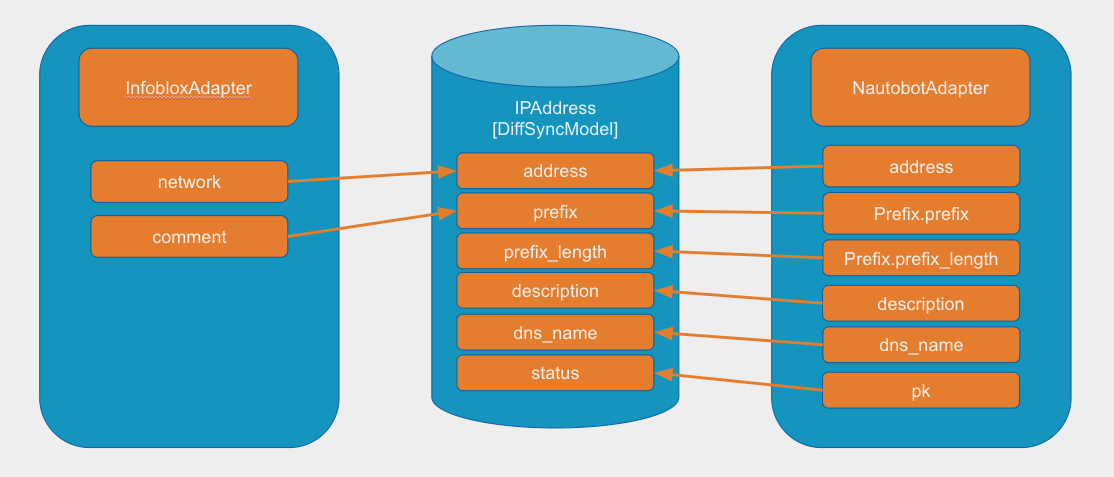 InfobloxAdapter
network
comment
IPAddress
[DiffSyncModel]
address
prefix
prefix_length
description
dns_name
status
NautobotAdapter
address
Prefix.prefix
Prefix.prefix_length
description
dns_name
pk